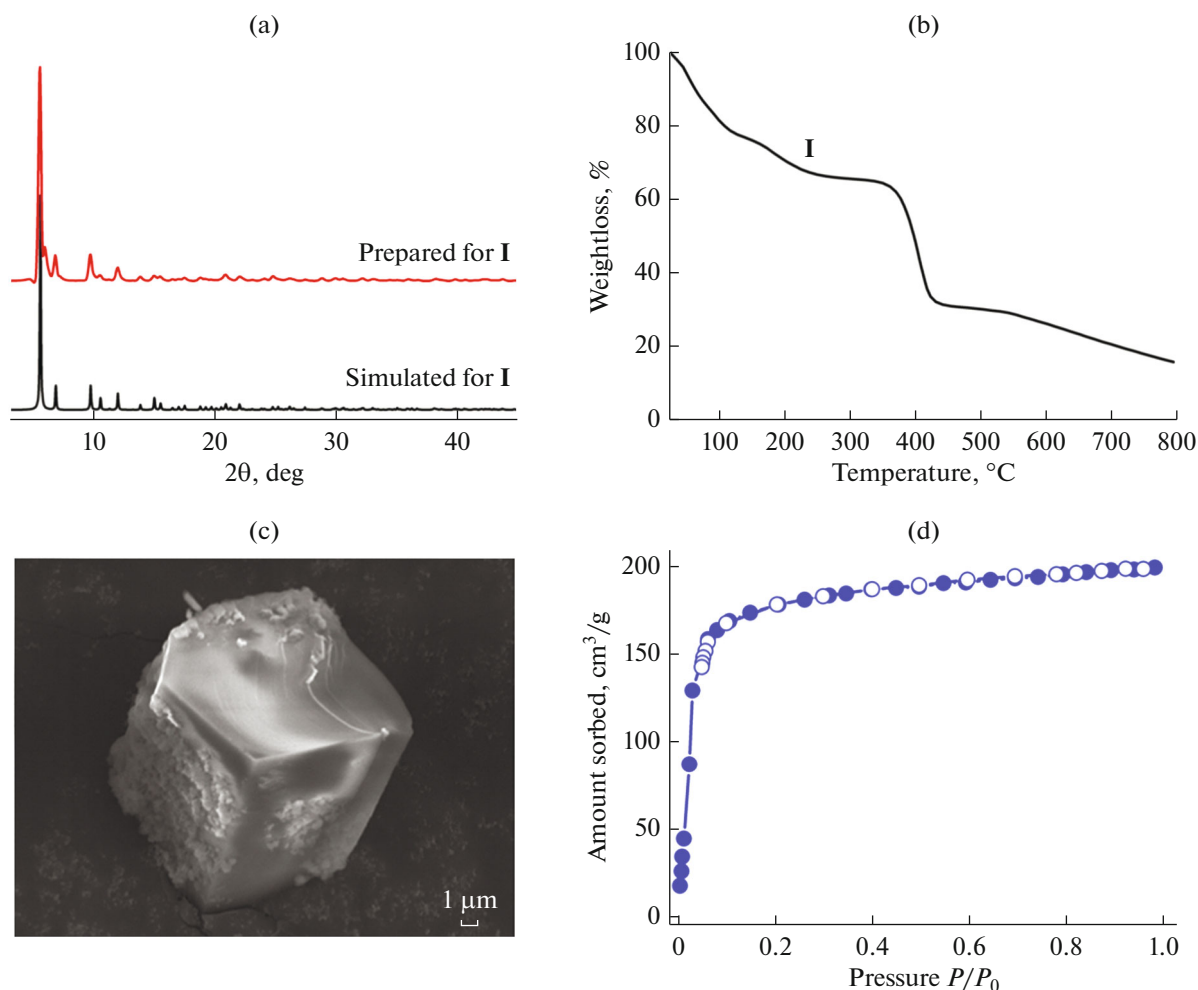 (a)
Prepared for I
Simulated for I
10
20
30
40
2θ, deg
(b)
100
80
60
40
20
0
I
Weightloss, %
100
200
300
400
500
600
700
800
Temperature, °C
(c)
1 μm
(d)
200
150
100
50
0
Amount sorbed, cm³/g
0
0.2
0.4
0.6
0.8
1.0
Pressure P/P₀